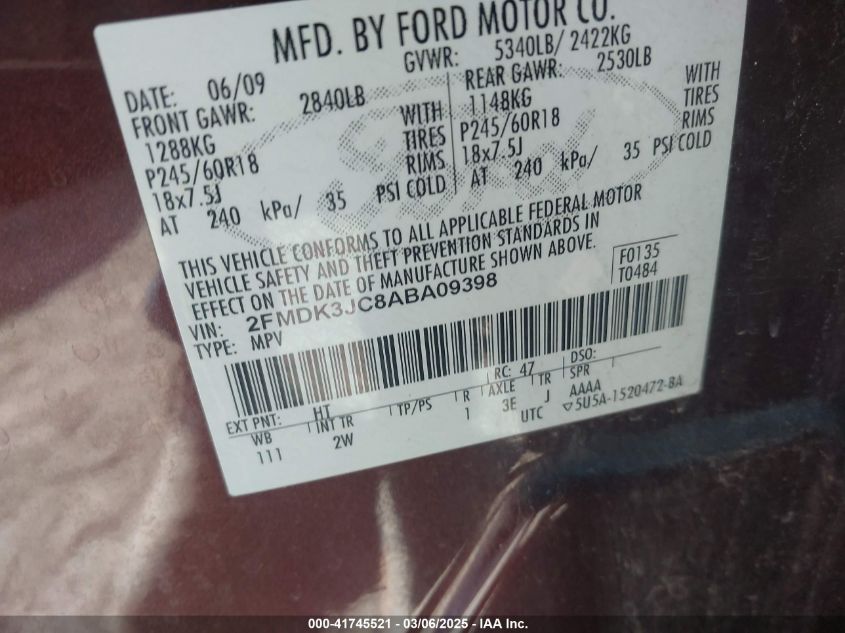 MFD. BY FORD MOTOR CO.
DATE: 06/09 GVWR: 5340LB/ 2422KG
FRONT GAWR: 2840LB REAR GAWR: 2530LB
1288KG WITH 1148KG WITH
P245/60R18 TIRES P245/60R18 TIRES
18x7.5J RIMS 18x7.5J RIMS
AT 240 kPa/ 35 PSI COLD AT 240 kPa/ 35 PSI COLD
THIS VEHICLE CONFORMS TO ALL APPLICABLE FEDERAL MOTOR
VEHICLE SAFETY AND THEFT PREVENTION STANDARDS IN
EFFECT ON THE DATE OF MANUFACTURE SHOWN ABOVE.
VIN: 2FMDK3JC8ABA09398 F0135
TYPE: MPV T0484
RC: 47 DSO:
EXT PNT: HT TP/PS R AXLE TR SPR
WB INT TR 1 3E J AAAA
111 2W UTC ▽5U5A-1520472-BA
000-41745521 - 03/06/2025 - IAA, Inc.